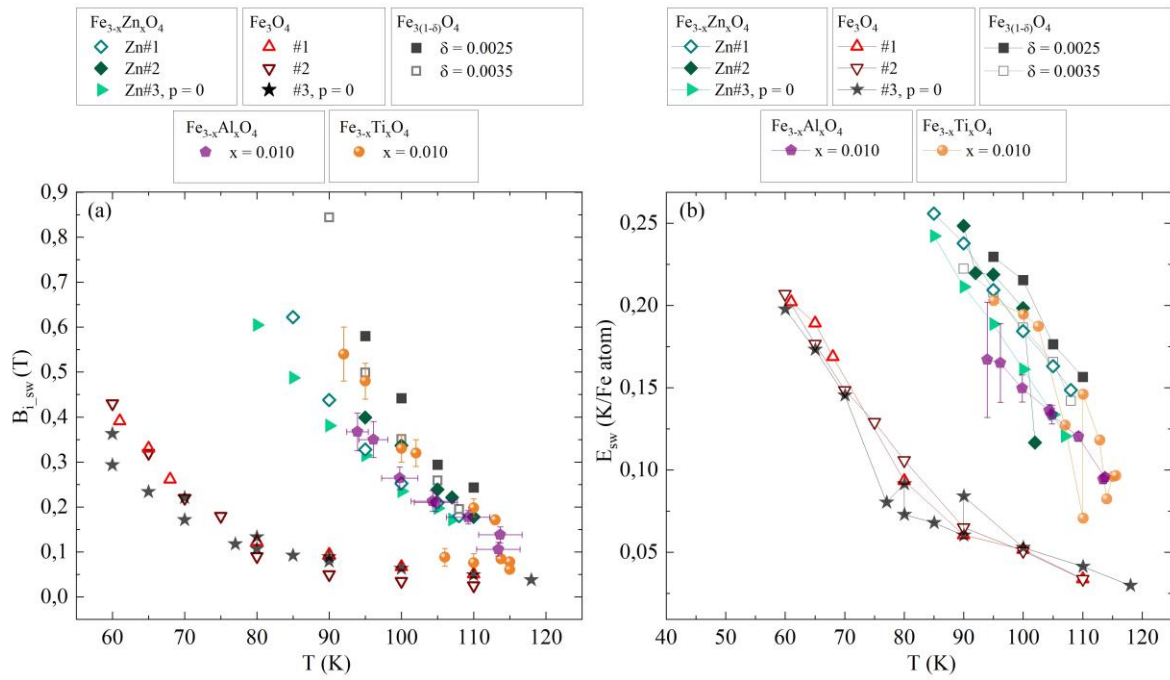 Fe3-xZnxO4
Zn#1
Zn#2
Zn#3, p = 0
Fe3O4
#1
#2
#3, p = 0
Fe3(1-δ)O4
δ = 0.0025
δ = 0.0035
Fe3-xAlxO4
x = 0.010
Fe3-xTixO4
x = 0.010
(a)
B1_sw (T)
0,9
0,8
0,7
0,6
0,5
0,4
0,3
0,2
0,1
0,0
60 70 80 90 100 110 120
T (K)
Fe3-xZnxO4
Zn#1
Zn#2
Zn#3, p = 0
Fe3O4
#1
#2
#3, p = 0
Fe3(1-δ)O4
δ = 0.0025
δ = 0.0035
Fe3-xAlxO4
x = 0.010
Fe3-xTixO4
x = 0.010
(b)
Esw (K/Fe atom)
0,25
0,20
0,15
0,10
0,05
40 50 60 70 80 90 100 110 120
T (K)